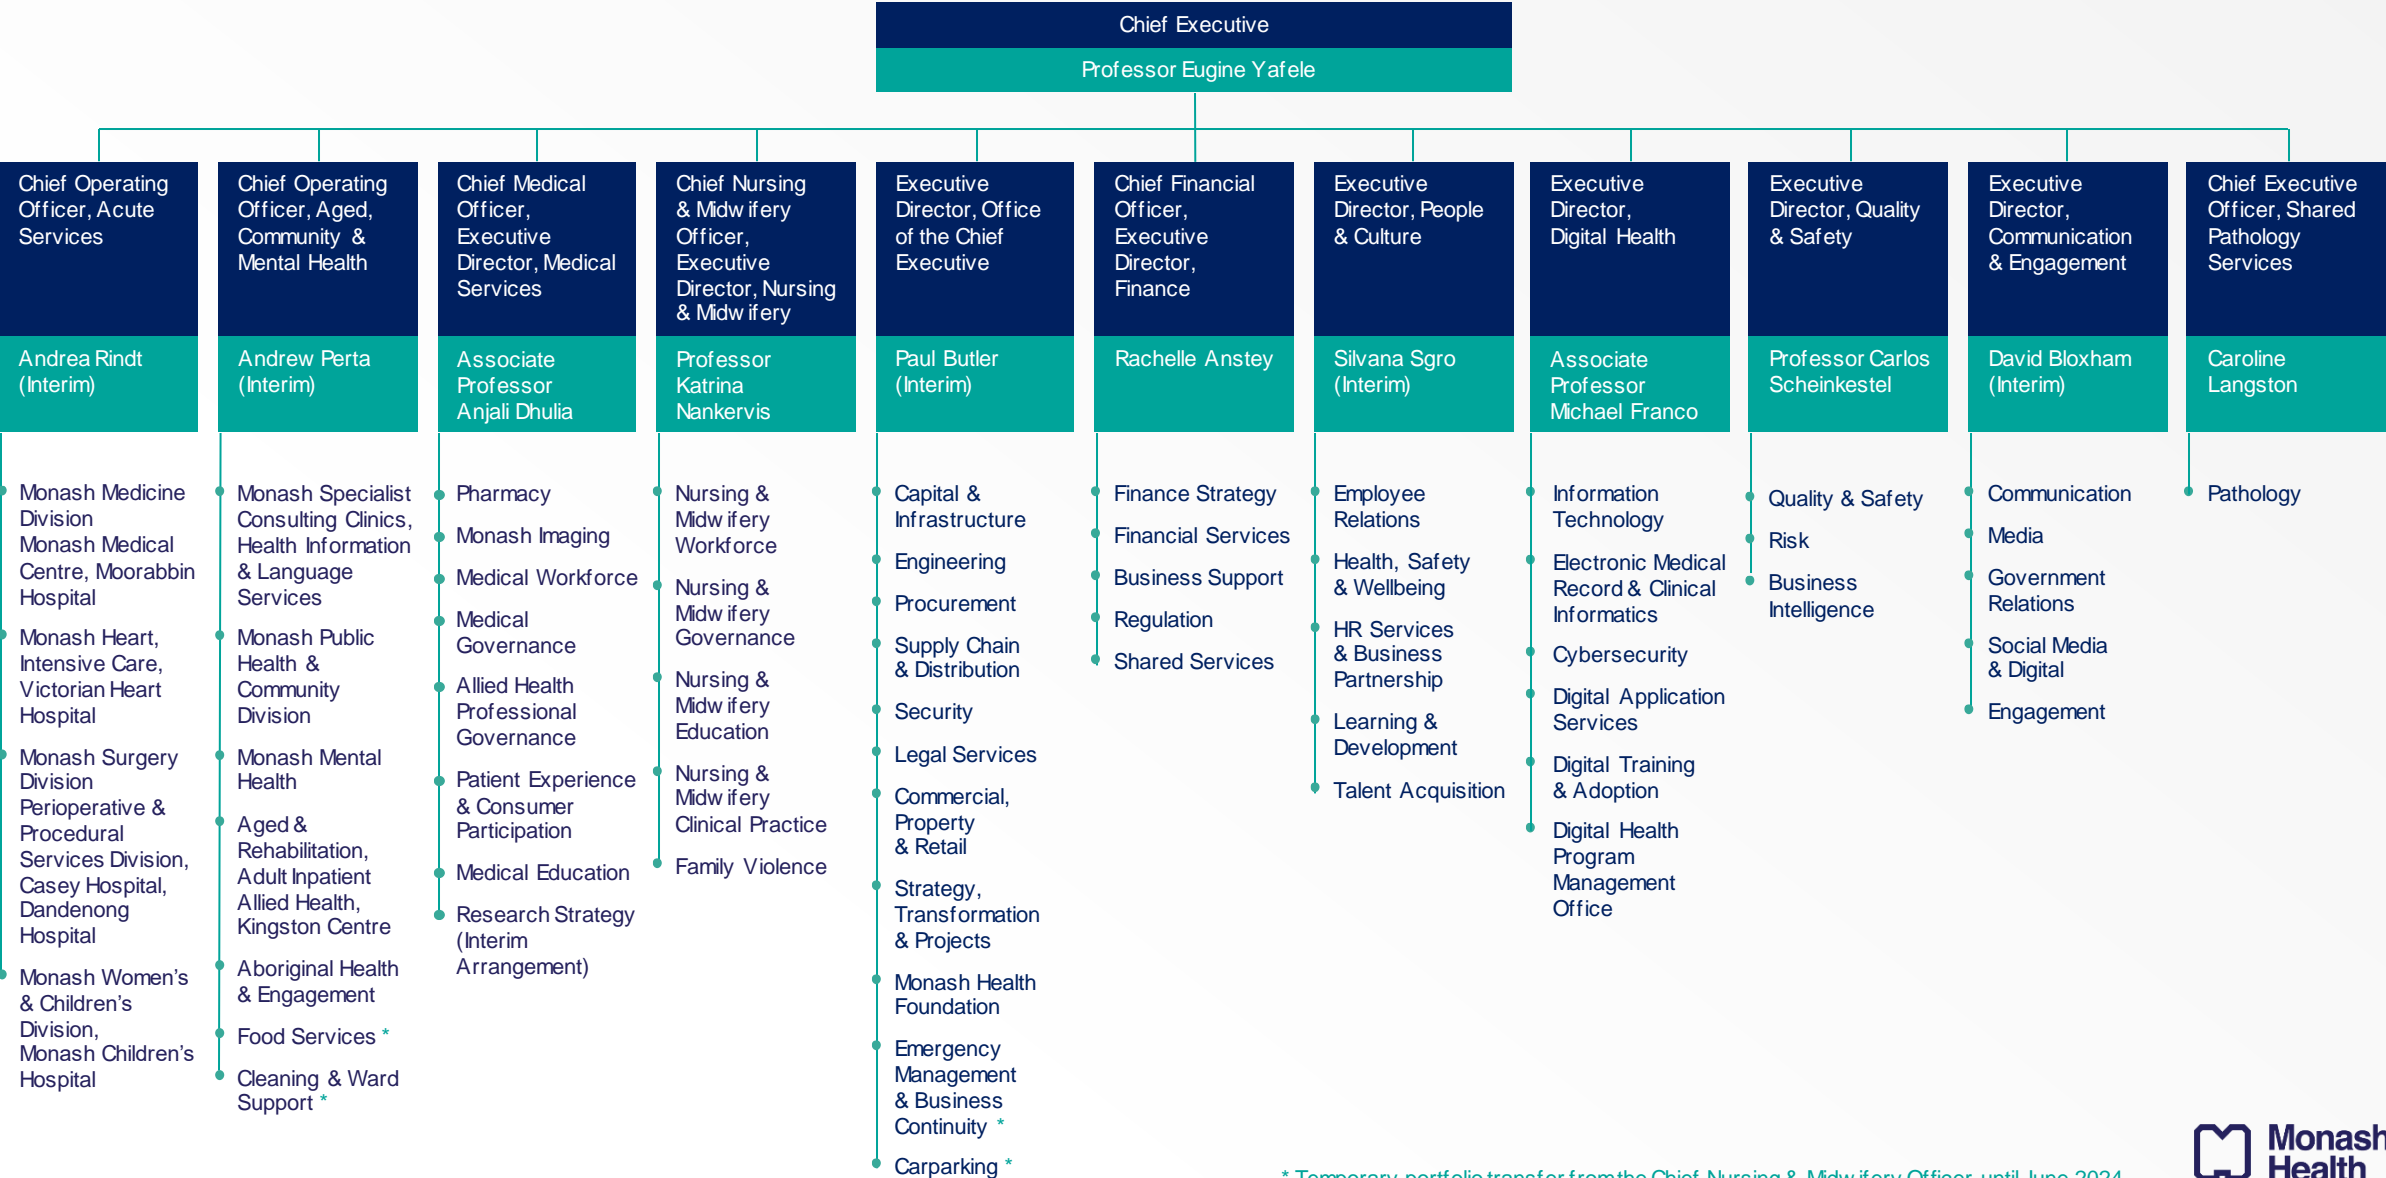 Chief Executive
Professor Eugine Yafele
Chief Operating
Officer, Acute
Services
Andrea Rindt
(Interim)
Monash Medicine
Division
Monash Medical
Centre, Moorabbin
Hospital
Monash Heart,
Intensive Care,
Victorian Heart
Hospital
Monash Surgery
Division
Perioperative &
Procedural
Services Division,
Casey Hospital,
Dandenong
Hospital
Monash Women's
& Children's
Division,
Monash Children's
Hospital
Chief Operating
Officer, Aged,
Community &
Mental Health
Andrew Perta
(Interim)
Monash Specialist
Consulting Clinics,
Health Information
& Language
Services
Monash Public
Health &
Community
Division
Monash Mental
Health
Aged &
Rehabilitation,
Adult Inpatient
Allied Health,
Kingston Centre
Aboriginal Health
& Engagement
Food Services *
Cleaning & Ward
Support *
Chief Medical
Officer,
Executive
Director, Medical
Services
Associate
Professor
Anjali Dhulia
Pharmacy
Monash Imaging
Medical Workforce
Medical
Governance
Allied Health
Professional
Governance
Patient Experience
& Consumer
Participation
Medical Education
Research Strategy
(Interim
Arrangement)
Chief Nursing
& Midwifery
Officer,
Executive
Director, Nursing
& Midwifery
Professor
Katrina
Nankervis
Nursing &
Midwifery
Workforce
Nursing &
Midwifery
Governance
Nursing &
Midwifery
Education
Nursing &
Midwifery
Clinical Practice
Family Violence
Executive
Director, Office
of the Chief
Executive
Paul Butler
(Interim)
Capital &
Infrastructure
Engineering
Procurement
Supply Chain
& Distribution
Security
Legal Services
Commercial,
Property
& Retail
Strategy,
Transformation
& Projects
Monash Health
Foundation
Emergency
Management
& Business
Continuity *
Carparking *
Chief Financial
Officer,
Executive
Director,
Finance
Rachelle Anstey
Finance Strategy
Financial Services
Business Support
Regulation
Shared Services
Executive
Director, People
& Culture
Silvana Sgro
(Interim)
Employee
Relations
Health, Safety
& Wellbeing
HR Services
& Business
Partnership
Learning &
Development
Talent Acquisition
Executive
Director,
Digital Health
Associate
Professor
Michael Franco
Information
Technology
Electronic Medical
Record & Clinical
Informatics
Cybersecurity
Digital Application
Services
Digital Training
& Adoption
Digital Health
Program
Management
Office
Executive
Director, Quality
& Safety
Professor Carlos
Scheinkestel
Quality & Safety
Risk
Business
Intelligence
Executive
Director,
Communication
& Engagement
David Bloxham
(Interim)
Communication
Media
Government
Relations
Social Media
& Digital
Engagement
Chief Executive
Officer, Shared
Pathology
Services
Caroline
Langston
Pathology
* Temporary portfolio transfer from the Chief Nursing & Midwifery Officer until June 2024
Monash
Health